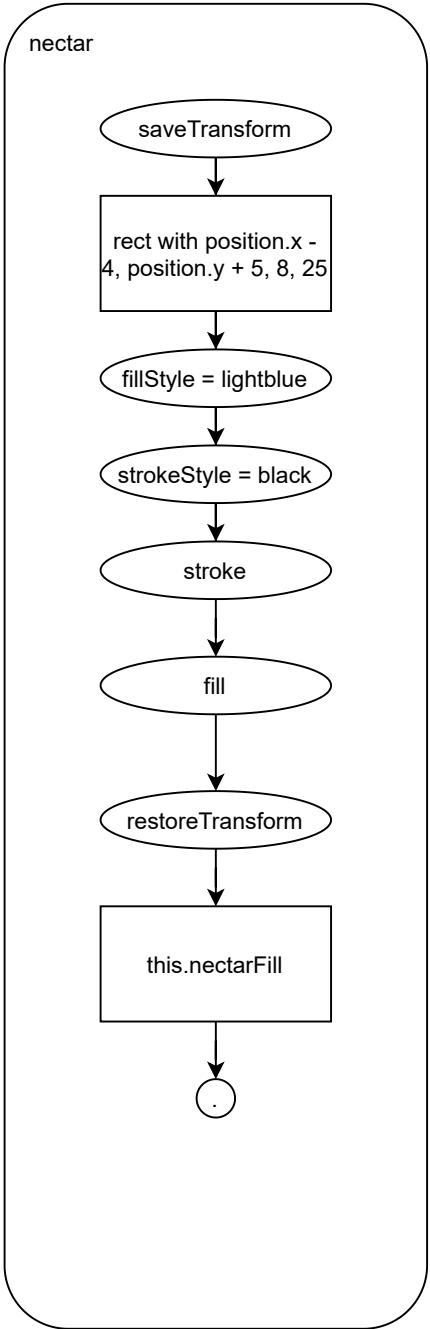 nectar
saveTransform
rect with position.x -
4, position.y + 5, 8, 25
fillStyle = lightblue
strokeStyle = black
stroke
fill
restoreTransform
this.nectarFill
.